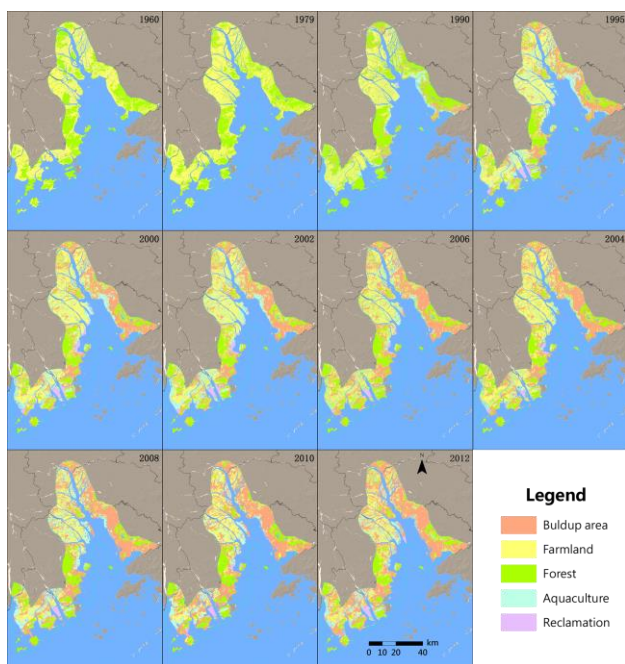 1960
1979
1990
1995
2000
2002
2006
2004
2008
2010
2012
N
km
0 10 20 40
Legend
Buldup area
Farmland
Forest
Aquaculture
Reclamation